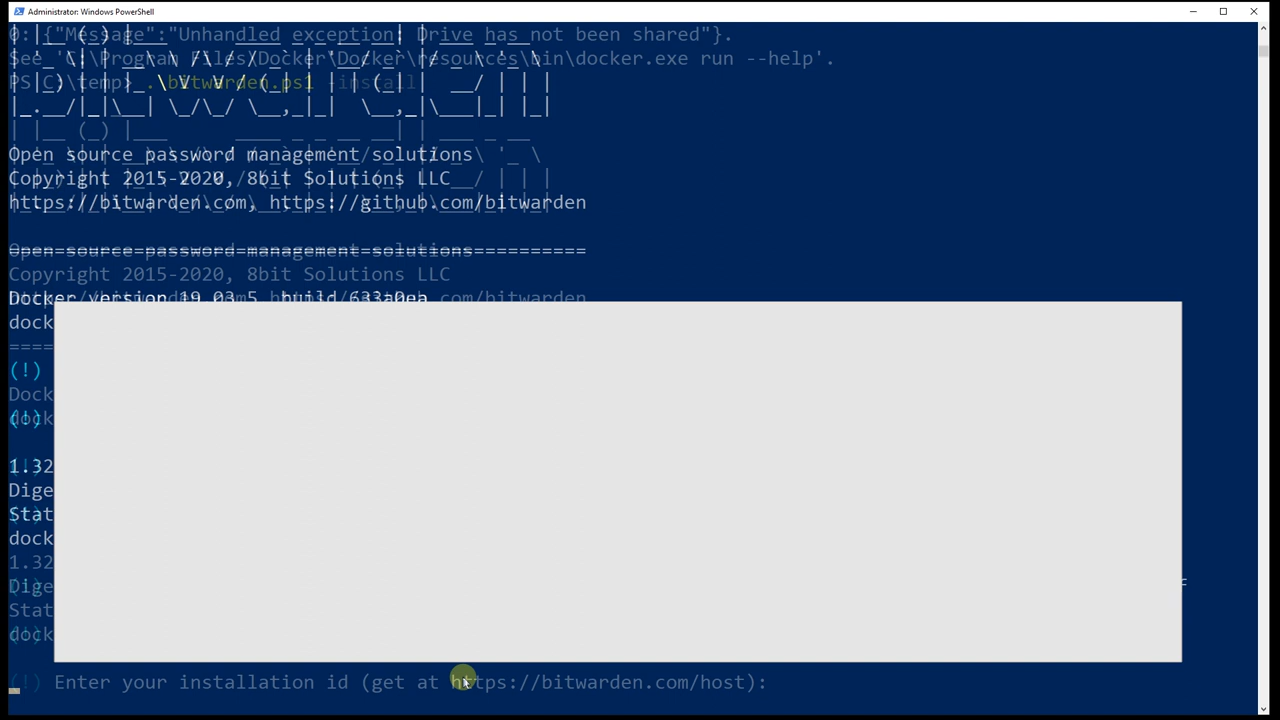 Administrator: Windows PowerShell
0: {"Message":"Unhandled exception: Drive has not been shared"}.
See 'C:\Program Files\Docker\Docker\resources\bin\docker.exe run --help'.
PS C:\temp> .\bitwarden.ps1 -install
Open source password management solutions
Copyright 2015-2020, 8bit Solutions LLC
https://bitwarden.com, https://github.com/bitwarden
==========
Open source password management solutions
Copyright 2015-2020, 8bit Solutions LLC
Docker version 19.03.5, build 633a0ea
com/bitwarden
dock
====
(!)
Dock
(!)
dock
1.32
Dige
Stat
dock
1.32
Dige
Stat
dock
(!) Enter your installation id (get at https://bitwarden.com/host):